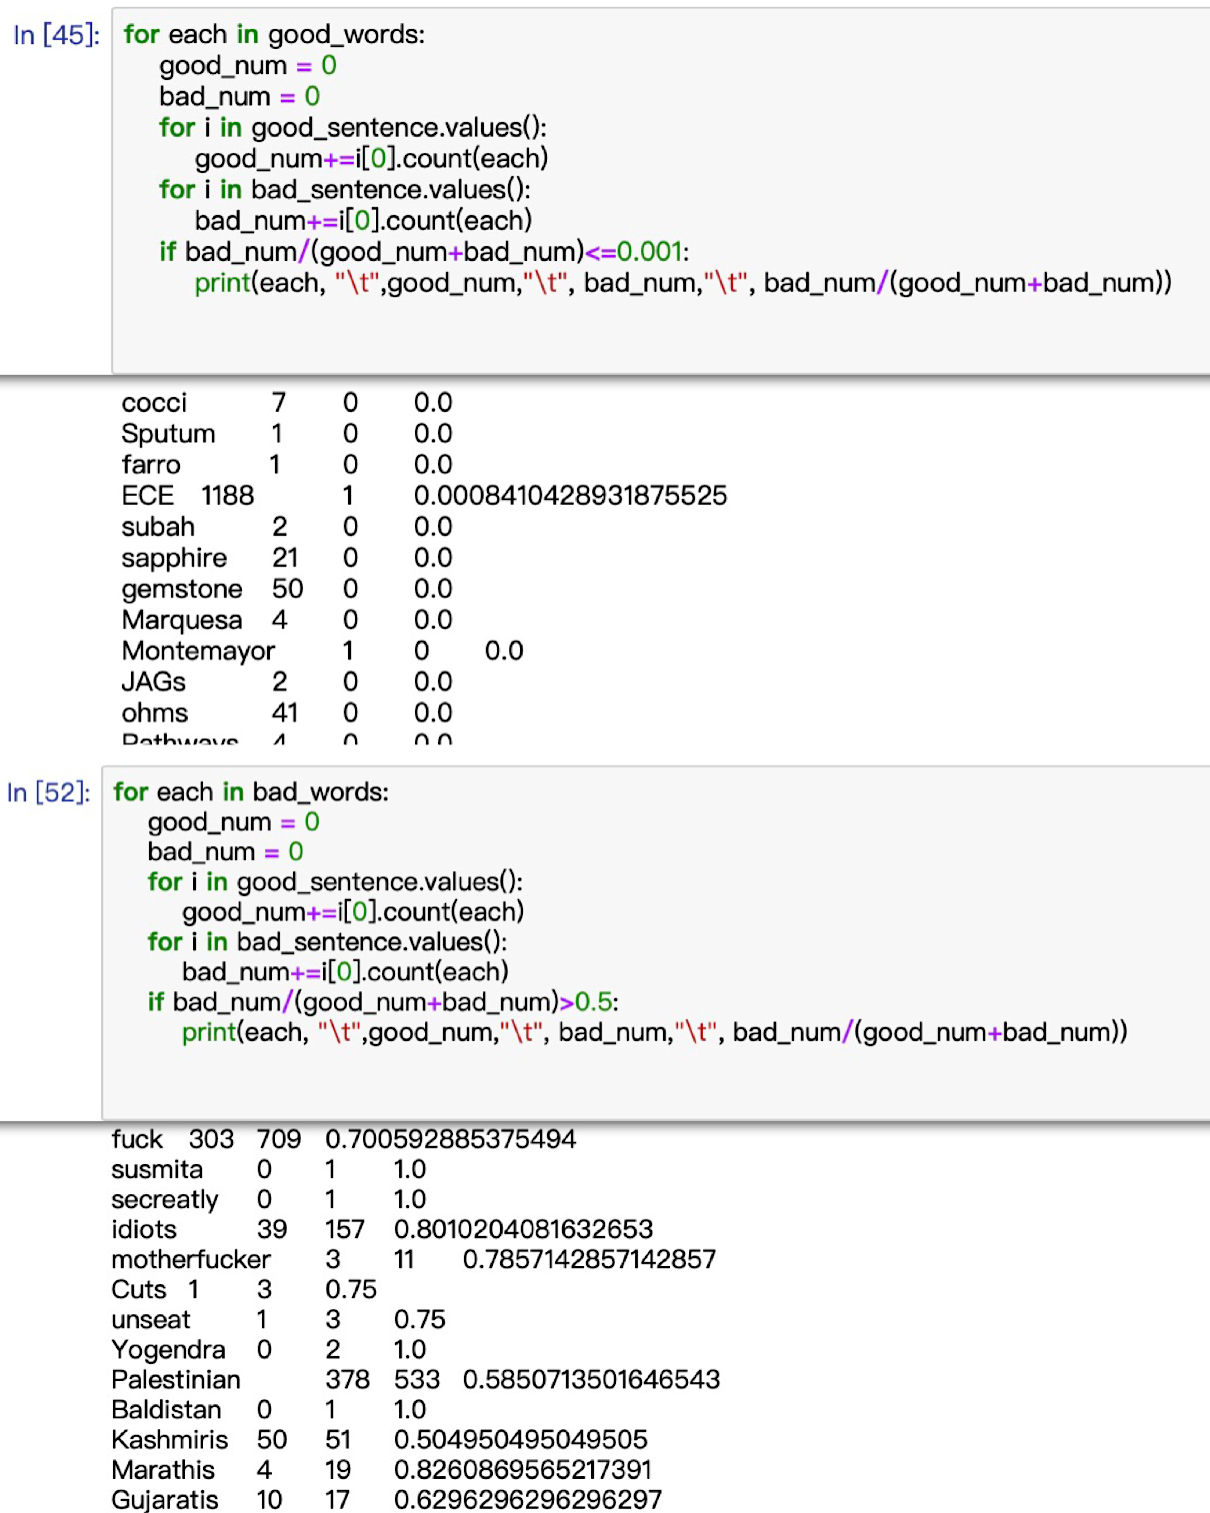 In [45]: for each in good_words:
    good_num = 0
    bad_num = 0
    for i in good_sentence.values():
        good_num+=i[0].count(each)
    for i in bad_sentence.values():
        bad_num+=i[0].count(each)
    if bad_num/(good_num+bad_num)<=0.001:
        print(each, "\t",good_num,"\t", bad_num,"\t", bad_num/(good_num+bad_num))
cocci 7 0 0.0
Sputum 1 0 0.0
farro 1 0 0.0
ECE 1188 1 0.0008410428931875525
subah 2 0 0.0
sapphire 21 0 0.0
gemstone 50 0 0.0
Marquesa 4 0 0.0
Montemayor 1 0 0.0
JAGs 2 0 0.0
ohms 41 0 0.0
Pathways 4 0 0.0
In [52]: for each in bad_words:
    good_num = 0
    bad_num = 0
    for i in good_sentence.values():
        good_num+=i[0].count(each)
    for i in bad_sentence.values():
        bad_num+=i[0].count(each)
    if bad_num/(good_num+bad_num)>0.5:
        print(each, "\t",good_num,"\t", bad_num,"\t", bad_num/(good_num+bad_num))
fuck 303 709 0.700592885375494
susmita 0 1 1.0
secreatly 0 1 1.0
idiots 39 157 0.8010204081632653
motherfucker 3 11 0.7857142857142857
Cuts 1 3 0.75
unseat 1 3 0.75
Yogendra 0 2 1.0
Palestinian 378 533 0.5850713501646543
Baldistan 0 1 1.0
Kashmiris 50 51 0.504950495049505
Marathis 4 19 0.8260869565217391
Gujaratis 10 17 0.6296296296296297